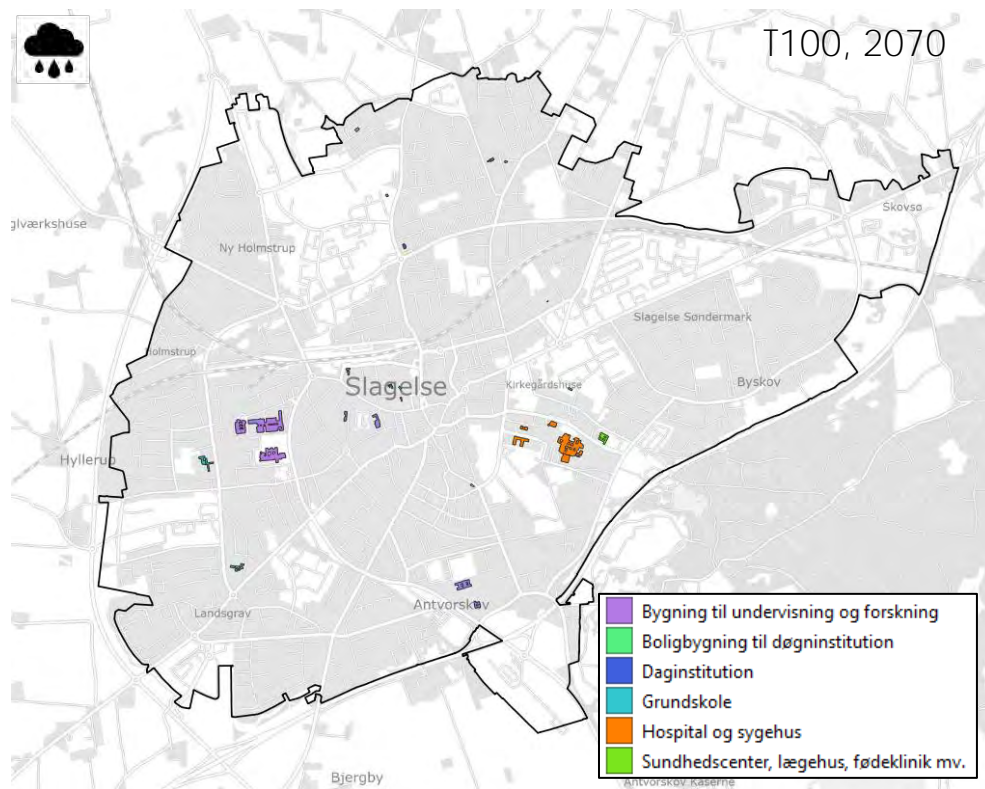 T100, 2070
Skovsø
glværkshuse
Ny Holmstrup
Slagelse Søndermark
Holmstrup
Slagelse
Kirkegårdshuse
Byskov
Hyllerup
Antvorskov
Landsgrav
Bygning til undervisning og forskning
Boligbygning til døgninstitution
Daginstitution
Grundskole
Hospital og sygehus
Sundhedscenter, lægehus, fødeklinik mv.
Bjergby
Antvorskov Kaserne